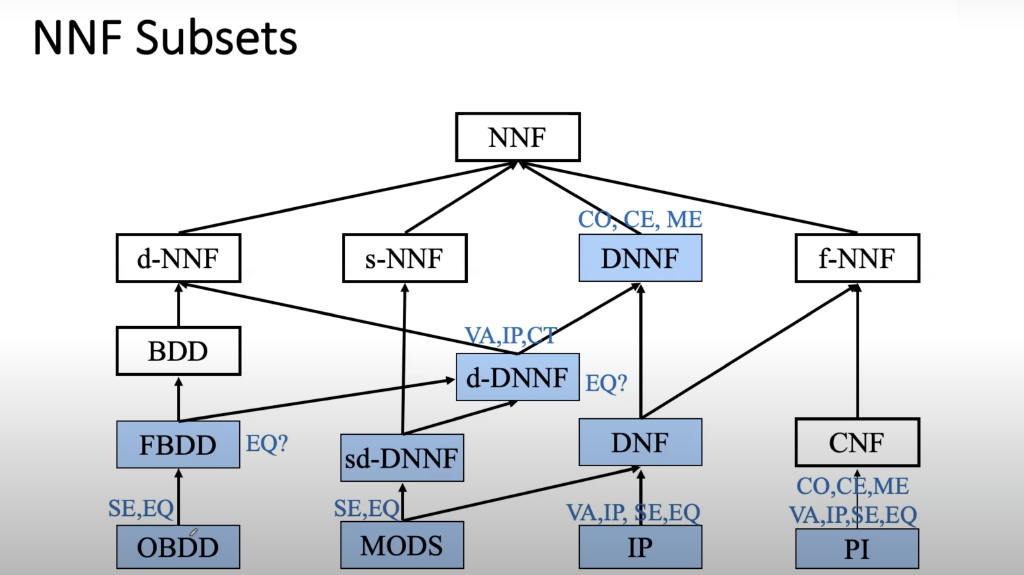 NNF Subsets
NNF
CO, CE, ME
d-NNF
s-NNF
DNNF
f-NNF
VA,IP,CT
BDD
d-DNNF
EQ?
FBDD
EQ?
sd-DNNF
DNF
CNF
CO,CE,ME
SE,EQ
SE,EQ
VA,IP, SE,EQ
VA,IP,SE,EQ
OBDD
MODS
IP
PI